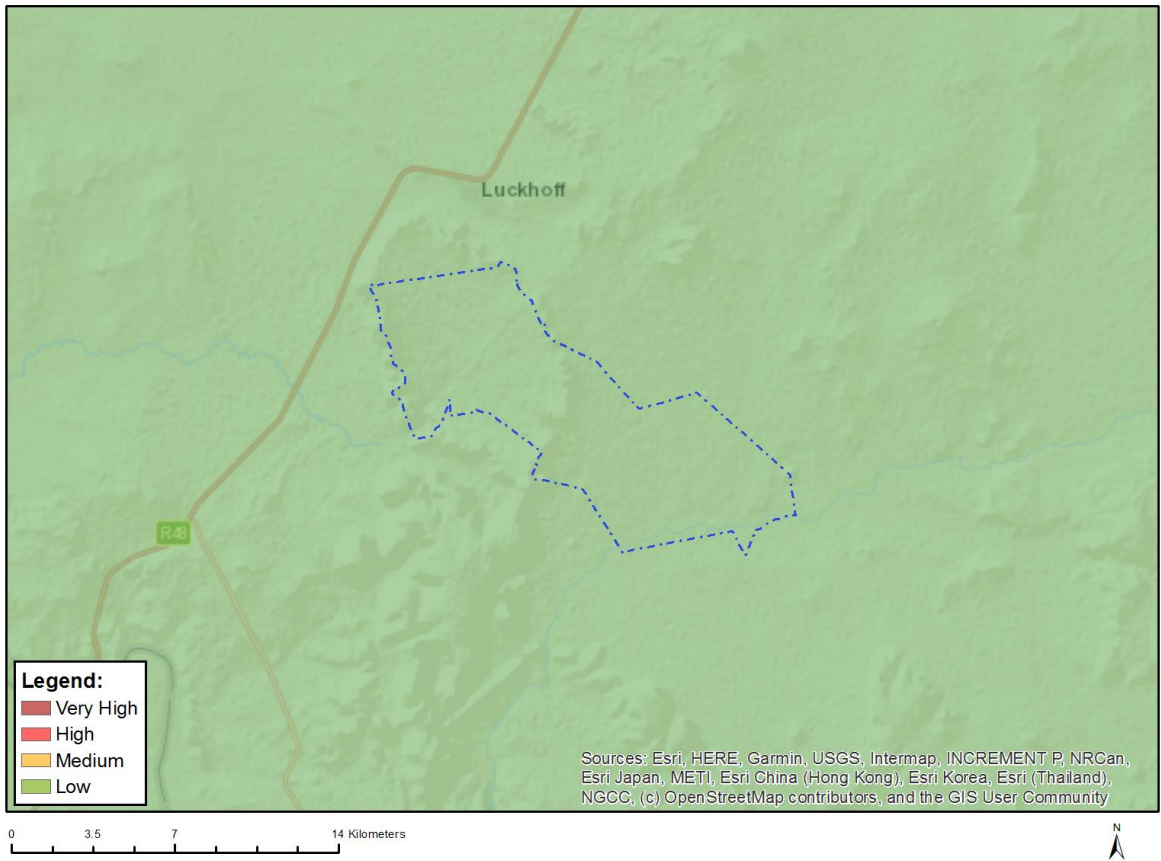 Luckhoff
R48
Legend:
Very High
High
Medium
Low
Sources: Esri, HERE, Garmin, USGS, Intermap, INCREMENT P, NRCan,
Esri Japan, METI, Esri China (Hong Kong), Esri Korea, Esri (Thailand),
NGCC, (c) OpenStreetMap contributors, and the GIS User Community
0 3.5 7 14 Kilometers
N